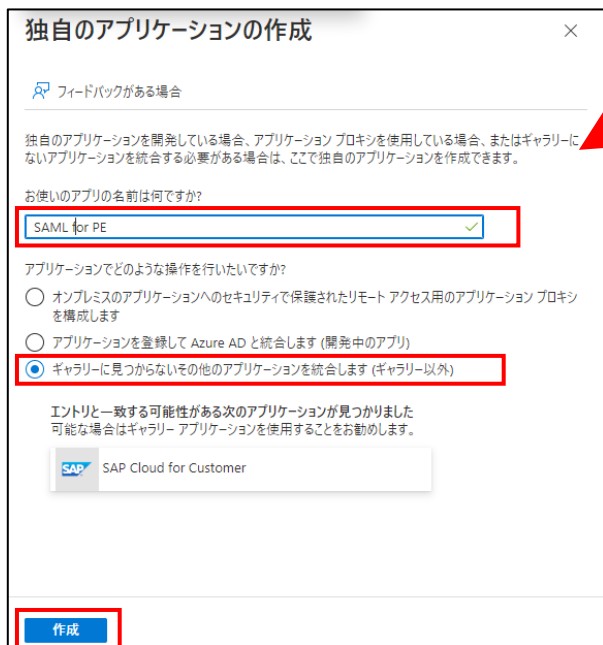 独自のアプリケーションの作成
フィードバックがある場合
独自のアプリケーションを開発している場合、アプリケーション プロキシを使用している場合、またはギャラリーに
ないアプリケーションを統合する必要がある場合は、ここで独自のアプリケーションを作成できます。
お使いのアプリの名前は何ですか?
SAML for PE
アプリケーションでどのような操作を行いたいですか?
オンプレミスのアプリケーションへのセキュリティで保護されたリモート アクセス用のアプリケーション プロキシ
を構成します
アプリケーションを登録して Azure AD と統合します (開発中のアプリ)
ギャラリーに見つからないその他のアプリケーションを統合します (ギャラリー以外)
エントリと一致する可能性がある次のアプリケーションが見つかりました
可能な場合はギャラリー アプリケーションを使用することをお勧めします。
SAP SAP Cloud for Customer
作成